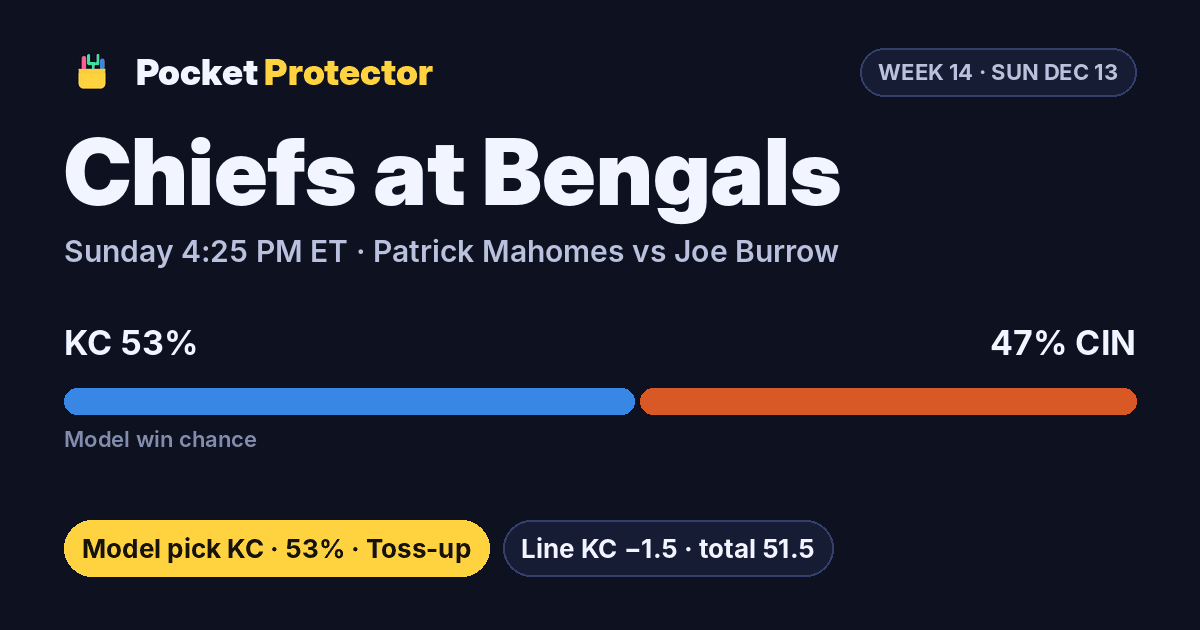 Pocket Protector
WEEK 14 · SUN DEC 13
Chiefs at Bengals
Sunday 4:25 PM ET · Patrick Mahomes vs Joe Burrow
KC 53%
47% CIN
Model win chance
Model pick KC · 53% · Toss-up
Line KC −1.5 · total 51.5